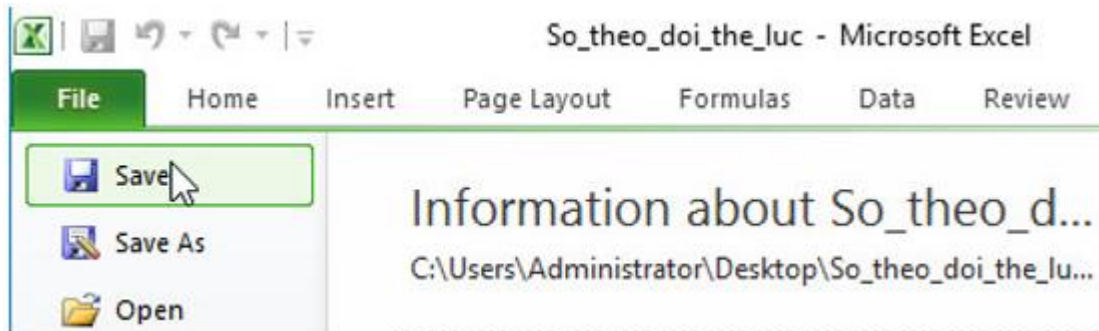 So_theo_doi_the_luc - Microsoft Excel
File Home Insert Page Layout Formulas Data Review
Save
Information about So_theo_d...
Save As
C:\Users\Administrator\Desktop\So_theo_doi_the_lu...
Open